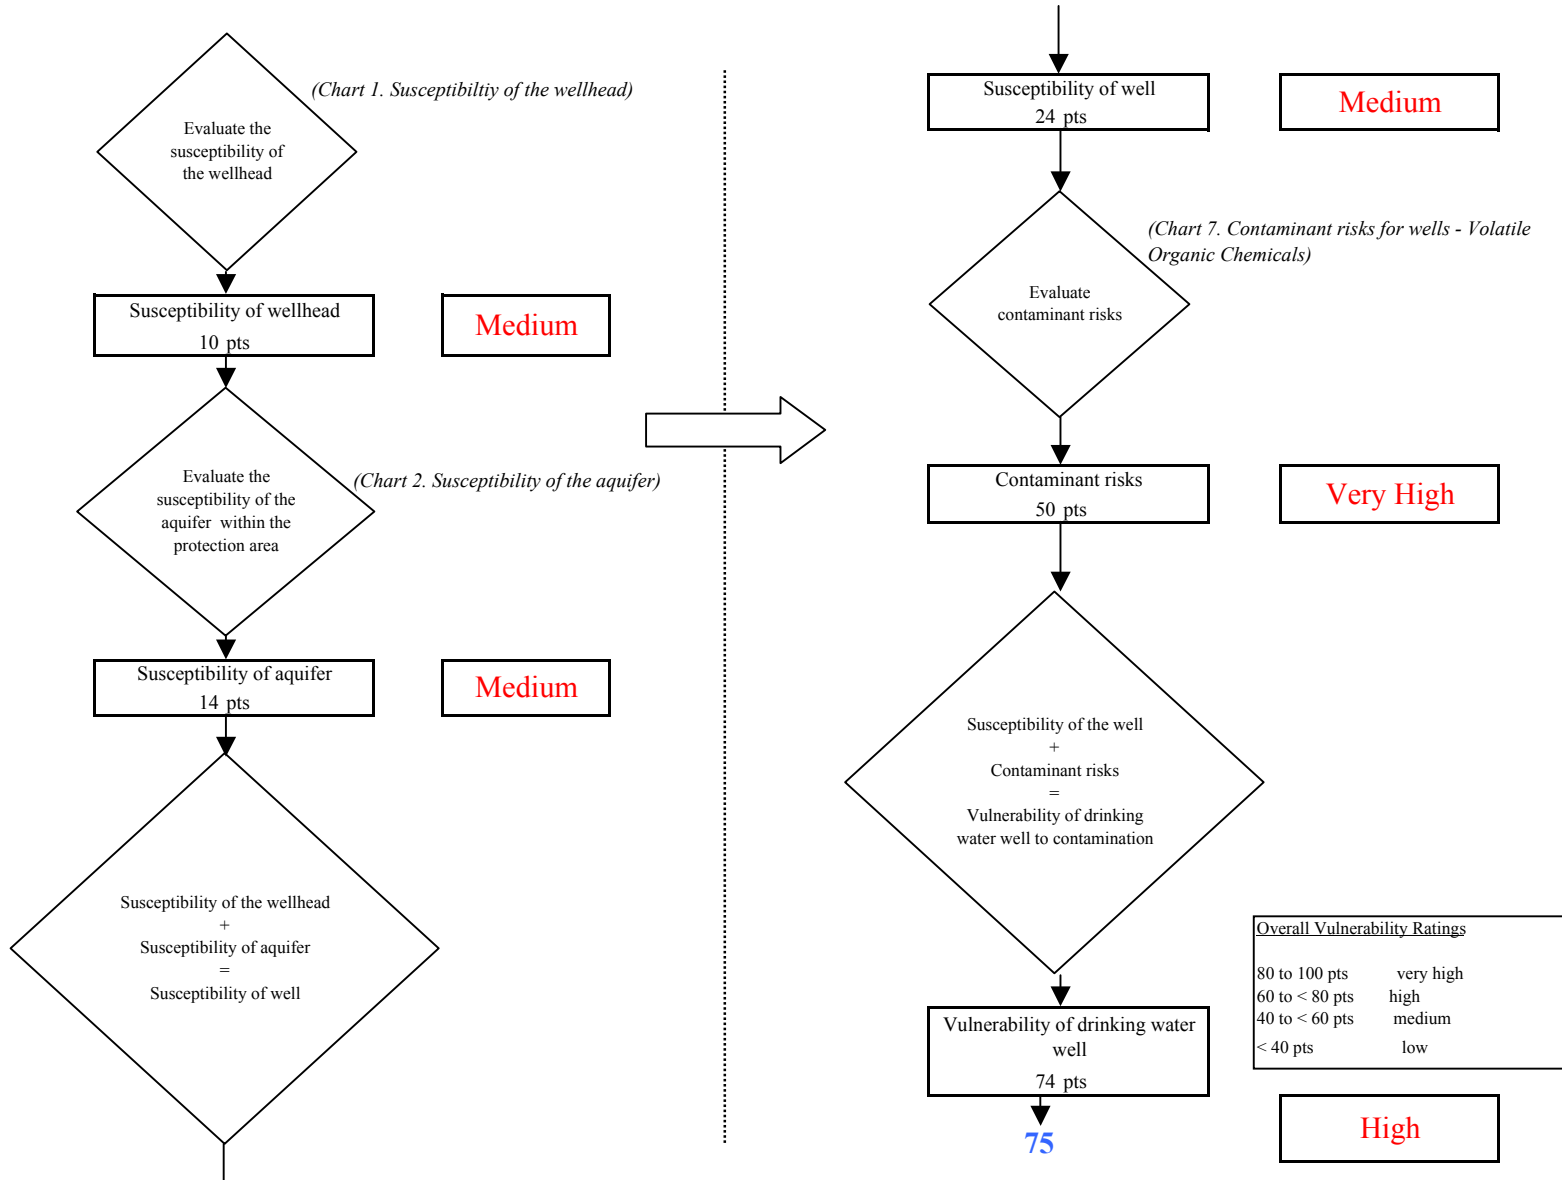 (Chart 1. Susceptibiltiy of the wellhead)
Evaluate the
susceptibility of
the wellhead
Susceptibility of wellhead
10 pts
Medium
Evaluate the
susceptibility of the
aquifer within the
protection area
(Chart 2. Susceptibility of the aquifer)
Susceptibility of aquifer
14 pts
Medium
Susceptibility of the wellhead
+
Susceptibility of aquifer
=
Susceptibility of well
Susceptibility of well
24 pts
Medium
(Chart 7. Contaminant risks for wells - Volatile
Organic Chemicals)
Evaluate
contaminant risks
Contaminant risks
50 pts
Very High
Susceptibility of the well
+
Contaminant risks
=
Vulnerability of drinking
water well to contamination
Overall Vulnerability Ratings
80 to 100 pts very high
60 to < 80 pts high
40 to < 60 pts medium
< 40 pts low
Vulnerability of drinking water
well
74 pts
75
High